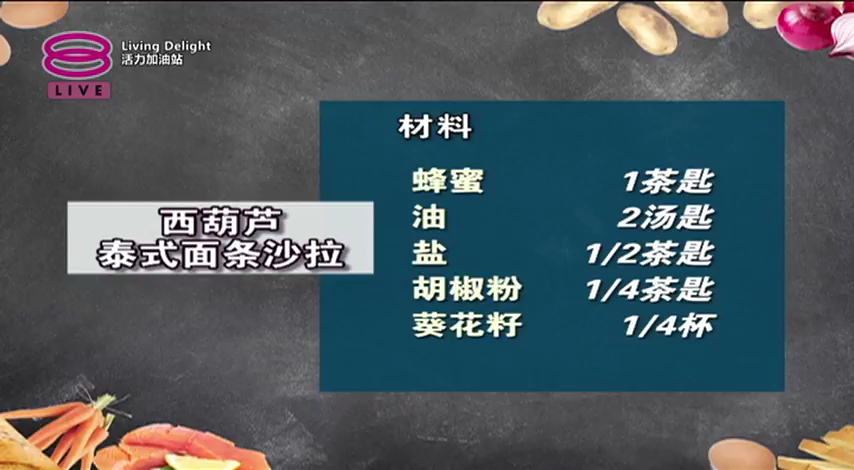 Living Delight
活力加油站
LIVE
西葫芦
泰式面条沙拉
材料
蜂蜜 1茶匙
油 2汤匙
盐 1/2茶匙
胡椒粉 1/4茶匙
葵花籽 1/4杯